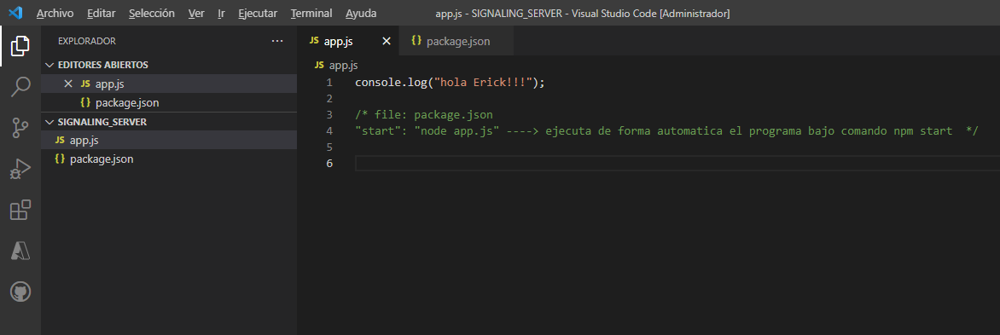 Archivo Editar Selección Ver Ir Ejecutar Terminal Ayuda app.js - SIGNALING_SERVER - Visual Studio Code [Administrador]
EXPLORADOR ...
EDITORES ABIERTOS
JS app.js
{} package.json
SIGNALING_SERVER
JS app.js
{} package.json
JS app.js {} package.json
JS app.js
1 console.log("hola Erick!!!");
2
3 /* file: package.json
4 "start": "node app.js" ----> ejecuta de forma automatica el programa bajo comando npm start  */
5
6